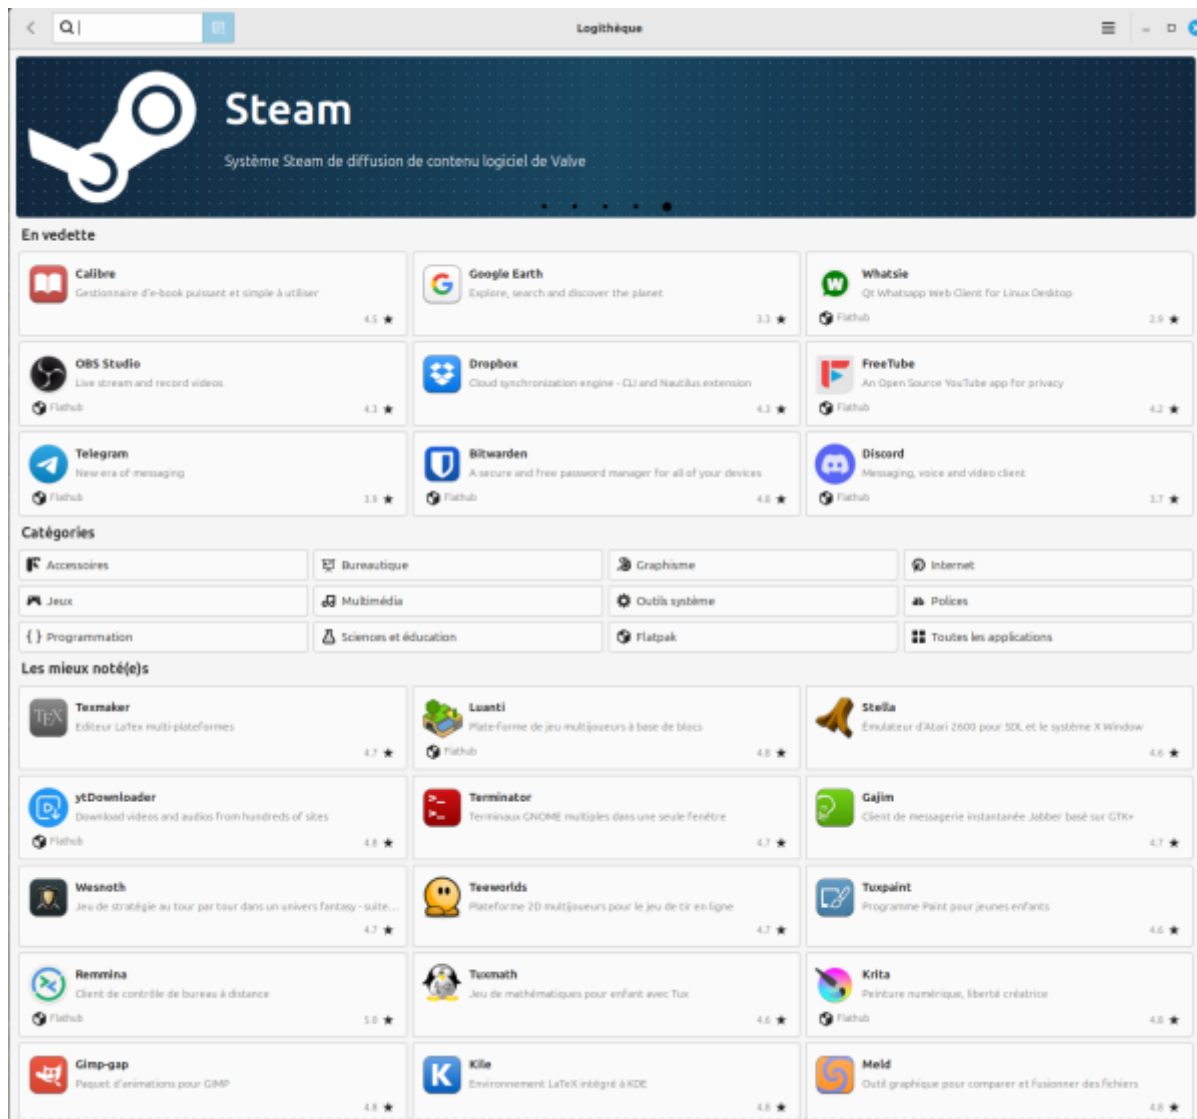 Logithèque
Steam
Système Steam de diffusion de contenu logiciel de Valve
En vedette
Calibre
Gestionnaire d'e-book puissant et simple à utiliser
4.5 ★
Google Earth
Explore, search and discover the planet
3.3 ★
Whatsie
Qt Whatsapp Web Client for Linux Desktop
Flathub
2.9 ★
OBS Studio
Live stream and record videos
Flathub
4.3 ★
Dropbox
Cloud synchronization engine - CLI and Nautilus extension
4.3 ★
FreeTube
An Open Source YouTube app for privacy
Flathub
4.2 ★
Telegram
New era of messaging
Flathub
3.9 ★
Bitwarden
A secure and free password manager for all of your devices
Flathub
4.8 ★
Discord
Messaging, voice and video client
Flathub
3.7 ★
Catégories
Accessoires
Bureautique
Graphisme
Internet
Jeux
Multimédia
Outils système
Polices
Programmation
Sciences et éducation
Flatpak
Toutes les applications
Les mieux noté(e)s
TEX
Texmaker
Editeur LaTex multi-plateformes
4.7 ★
Luanti
Plate-forme de jeu multijoueurs à base de blocs
Flathub
4.8 ★
Stella
Émulateur d'Atari 2600 pour SDL et le système X Window
4.6 ★
ytDownloader
Download videos and audios from hundreds of sites
Flathub
4.8 ★
Terminator
Terminaux GNOME multiples dans une seule fenêtre
4.7 ★
Gajim
Client de messagerie instantanée Jabber basé sur GTK+
4.7 ★
Wesnoth
Jeu de stratégie au tour par tour dans un univers fantasy - suite...
4.7 ★
Teeworlds
Plateforme 2D multijoueurs pour le jeu de tir en ligne
4.7 ★
Tuxpaint
Programme Paint pour jeunes enfants
4.6 ★
Remmina
Client de contrôle de bureau à distance
Flathub
5.0 ★
Tuxmath
Jeu de mathématiques pour enfant avec Tux
4.6 ★
Krita
Peinture numérique, liberté créatrice
Flathub
4.8 ★
Gimp-gap
Paquet d'animations pour GIMP
4.8 ★
K
Kile
Environnement LaTeX intégré à KDE
4.8 ★
Meld
Outil graphique pour comparer et fusionner des fichiers
4.8 ★